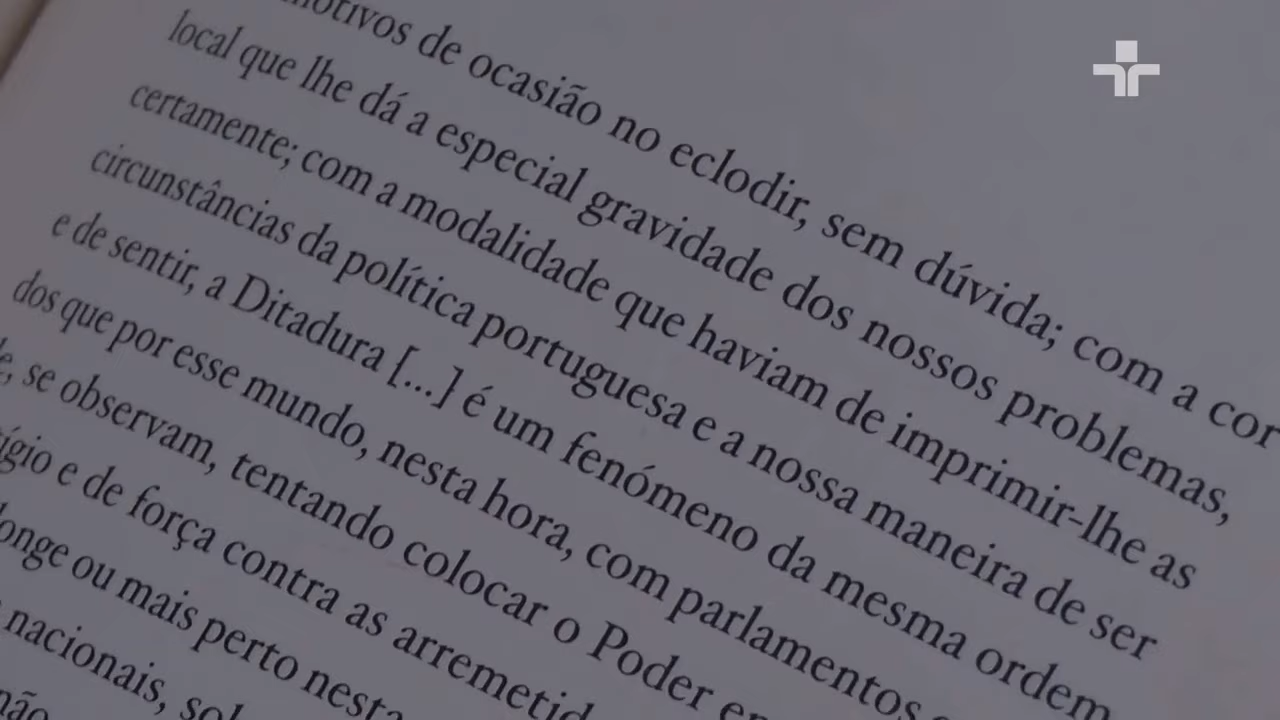 de ocasião no eclodir, sem dúvida; com a cor
local que lhe dá a especial gravidade dos nossos problemas,
certamente; com a modalidade que haviam de imprimir-lhe as
circunstâncias da política portuguesa e a nossa maneira de ser
e de sentir, a Ditadura [...] é um fenómeno da mesma ordem
dos que por esse mundo, nesta hora, com parlamentos
se observam, tentando colocar o Poder
e de força contra as
ou mais perto nesta
nacionais,